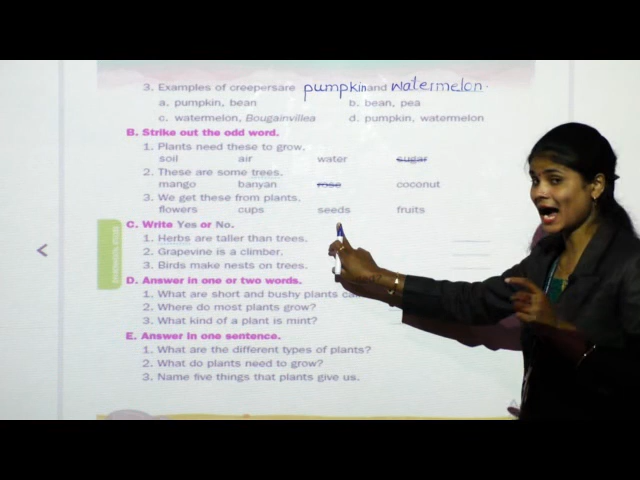 3. Examples of creepersare pumpkin and watermelon.
a. pumpkin, bean b. bean, pea
c. watermelon, Bougainvillea d. pumpkin, watermelon
B. Strike out the odd word.
1. Plants need these to grow.
soil air water sugar
2. These are some trees.
mango banyan rose coconut
3. We get these from plants.
flowers cups seeds fruits
C. Write Yes or No.
1. Herbs are taller than trees.
2. Grapevine is a climber.
3. Birds make nests on trees.
D. Answer in one or two words.
1. What are short and bushy plants
2. Where do most plants grow?
3. What kind of a plant is mint?
E. Answer in one sentence.
1. What are the different types of plants?
2. What do plants need to grow?
3. Name five things that plants give us.